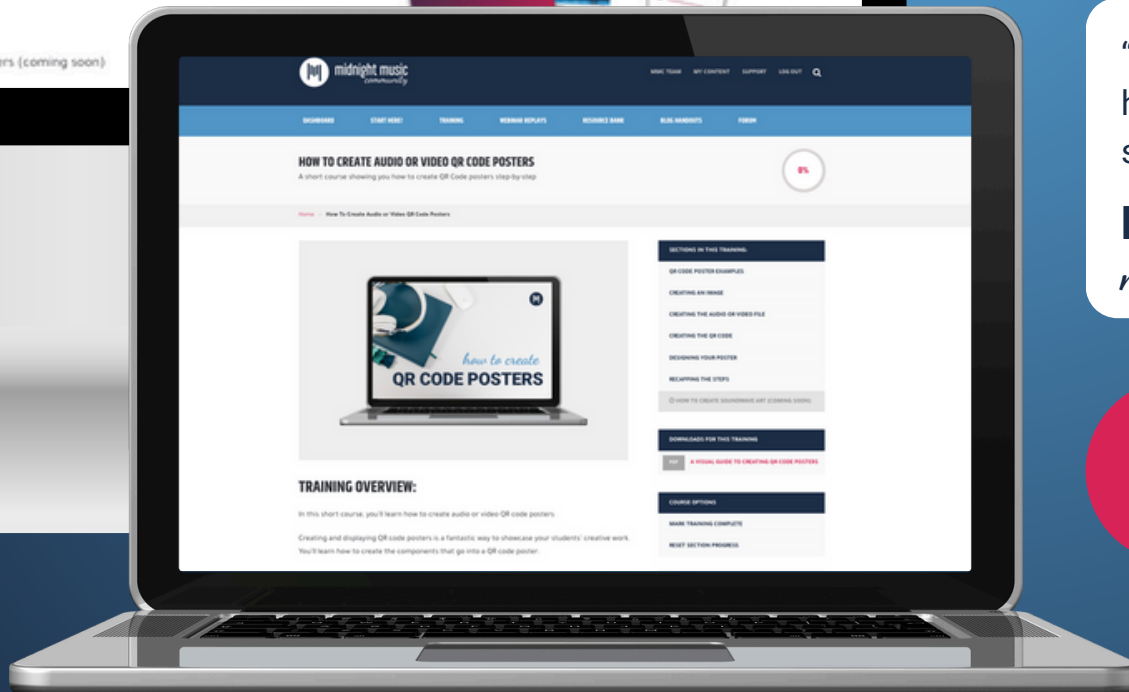 ers (coming soon)
midnight music
community
MMC TEAM MY CONTENT SUPPORT LOG OUT
DASHBOARD START HERE! TRAINING WEBINAR REPLAYS RESOURCE BANK BLOG HANDOUTS FORUM
HOW TO CREATE AUDIO OR VIDEO QR CODE POSTERS
A short course showing you how to create QR Code posters step-by-step
0%
Home How To Create Audio or Video QR Code Posters
how to create
QR CODE POSTERS
SECTIONS IN THIS TRAINING:
QR CODE POSTER EXAMPLES
CREATING AN IMAGE
CREATING THE AUDIO OR VIDEO FILE
CREATING THE QR CODE
DESIGNING YOUR POSTER
RECAPPING THE STEPS
HOW TO CREATE SOUNDWAVE ART (COMING SOON)
DOWNLOADS FOR THIS TRAINING
PDF A VISUAL GUIDE TO CREATING QR CODE POSTERS
COURSE OPTIONS
MARK TRAINING COMPLETE
RESET SECTION PROGRESS
TRAINING OVERVIEW:
In this short course, you'll learn how to create audio or video QR code posters.
Creating and displaying QR code posters is a fantastic way to showcase your students' creative work.
You'll learn how to create the components that go into a QR code poster: